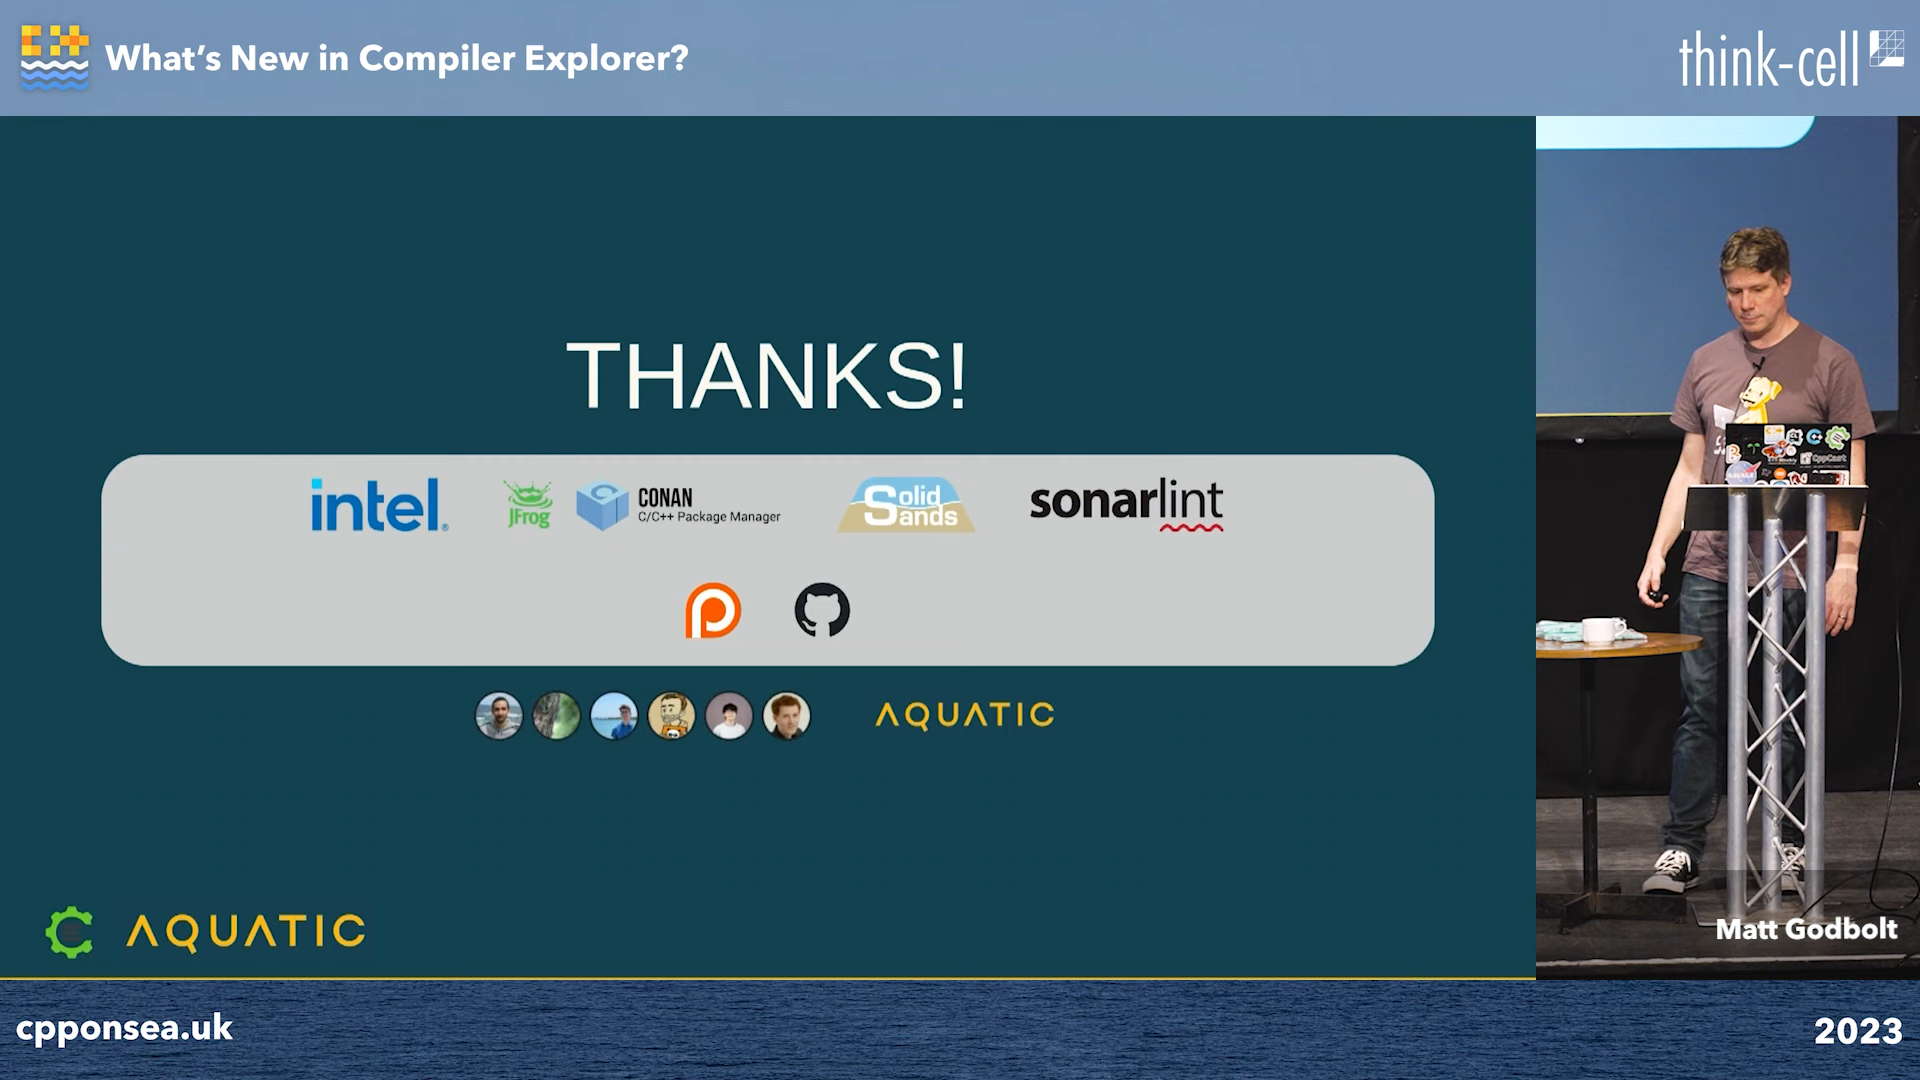 What's New in Compiler Explorer?
think-cell
THANKS!
intel.
JFrog
CONAN
C/C++ Package Manager
Solid
Sands
sonarlint
AQUATIC
CppCast
AQUATIC
Matt Godbolt
cpponsea.uk
2023